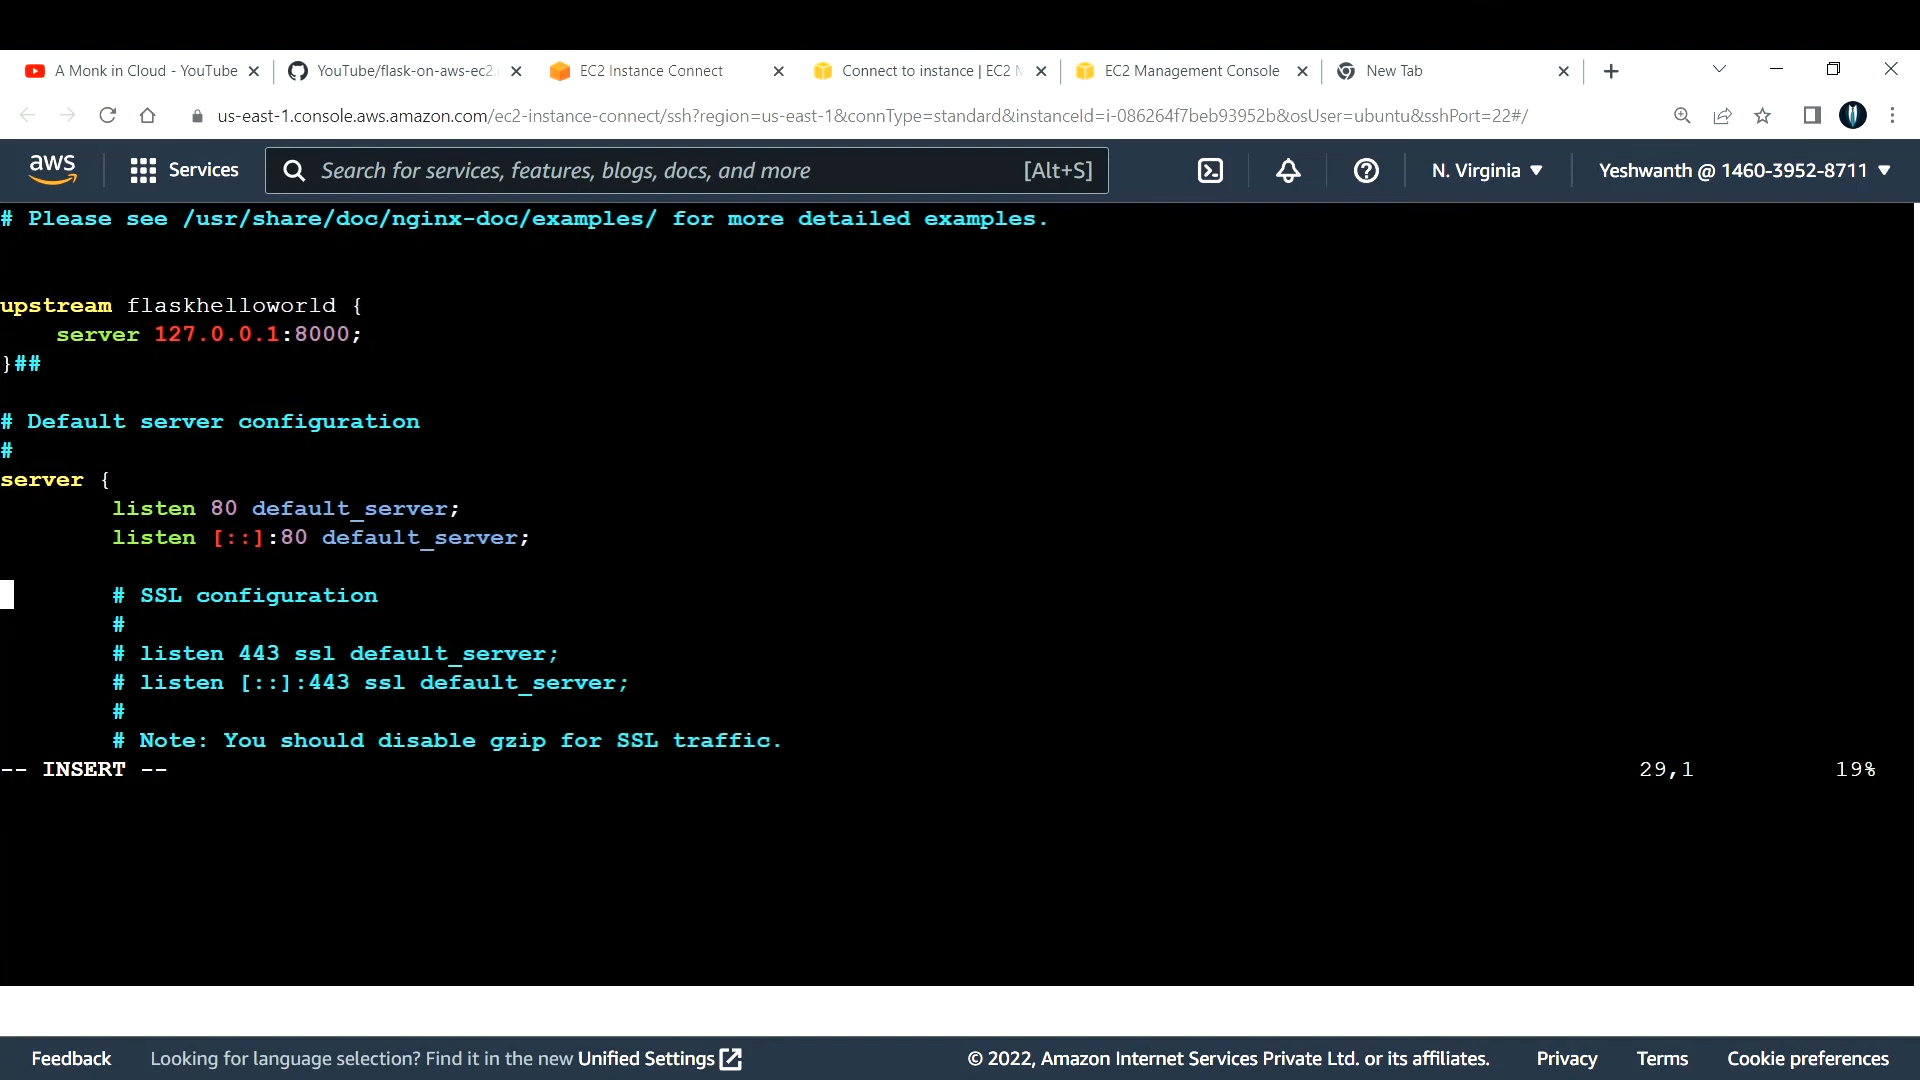 A Monk in Cloud - YouTube
YouTube/flask-on-aws-ec2
EC2 Instance Connect
Connect to instance | EC2 M
EC2 Management Console
New Tab
us-east-1.console.aws.amazon.com/ec2-instance-connect/ssh?region=us-east-1&connType=standard&instanceId=i-086264f7beb93952b&osUser=ubuntu&sshPort=22#/
aws
Services
Search for services, features, blogs, docs, and more
[Alt+S]
N. Virginia
Yeshwanth @ 1460-3952-8711
# Please see /usr/share/doc/nginx-doc/examples/ for more detailed examples.
upstream flaskhelloworld {
server 127.0.0.1:8000;
}##
# Default server configuration
#
server {
listen 80 default_server;
listen [::]:80 default_server;
# SSL configuration
#
# listen 443 ssl default_server;
# listen [::]:443 ssl default_server;
#
# Note: You should disable gzip for SSL traffic.
-- INSERT --
29,1
19%
Feedback
Looking for language selection? Find it in the new Unified Settings
© 2022, Amazon Internet Services Private Ltd. or its affiliates.
Privacy
Terms
Cookie preferences